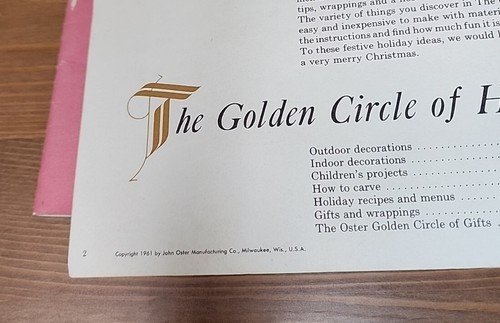 tips, wrappings and a
The variety of things you discover in The
easy and inexpensive to make with
the instructions and find how much fun it is
To these festive holiday ideas, we would
a very merry Christmas.
The Golden Circle of H
Outdoor decorations ..........
Indoor decorations ..........
Children's projects ..........
How to carve ..........
Holiday recipes and menus ..........
Gifts and wrappings ..........
The Oster Golden Circle of Gifts .
2 Copyright 1961 by John Oster Manufacturing Co., Milwaukee, Wis., U.S.A.